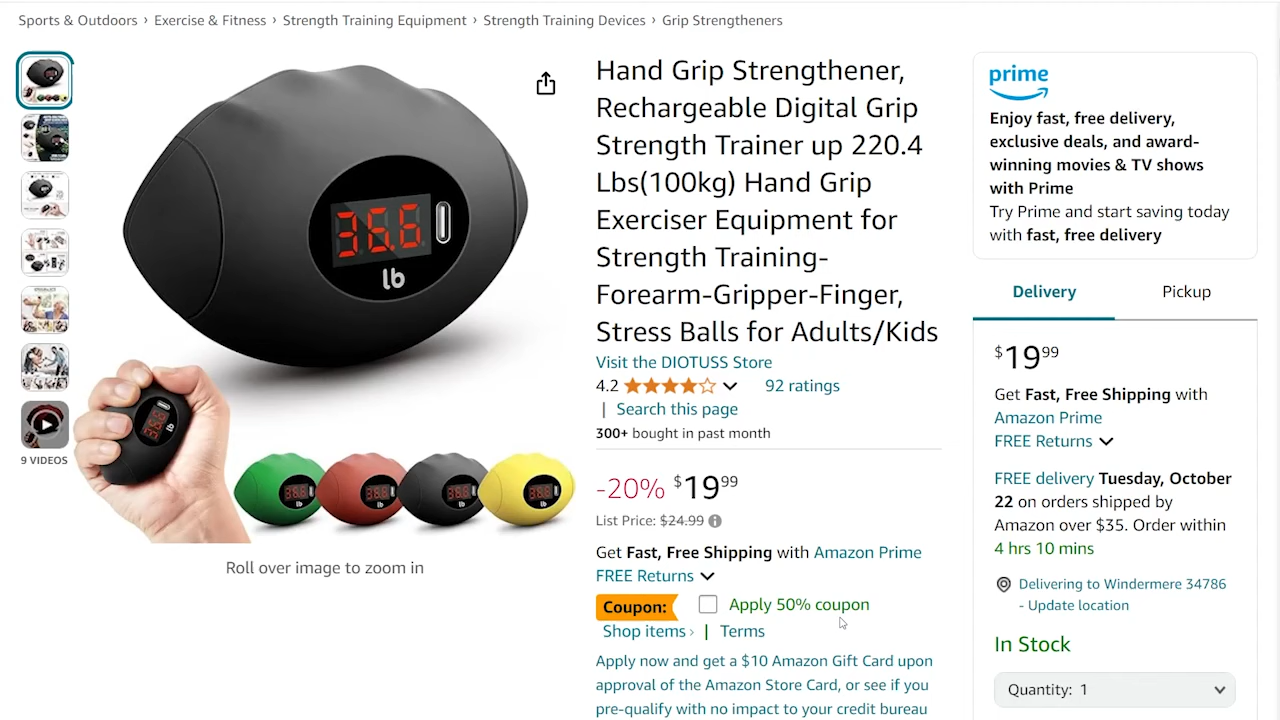 Sports & Outdoors › Exercise & Fitness › Strength Training Equipment › Strength Training Devices › Grip Strengtheners
36.6
lb
9 VIDEOS
Roll over image to zoom in
Hand Grip Strengthener,
Rechargeable Digital Grip
Strength Trainer up 220.4
Lbs(100kg) Hand Grip
Exerciser Equipment for
Strength Training-
Forearm-Gripper-Finger,
Stress Balls for Adults/Kids
Visit the DIOTUSS Store
4.2 92 ratings
| Search this page
300+ bought in past month
-20% $1999
List Price: $24.99
Get Fast, Free Shipping with Amazon Prime
FREE Returns
Coupon: Apply 50% coupon
Shop items › | Terms
Apply now and get a $10 Amazon Gift Card upon
approval of the Amazon Store Card, or see if you
pre-qualify with no impact to your credit bureau
prime
Enjoy fast, free delivery,
exclusive deals, and award-
winning movies & TV shows
with Prime
Try Prime and start saving today
with fast, free delivery
Delivery Pickup
$1999
Get Fast, Free Shipping with
Amazon Prime
FREE Returns
FREE delivery Tuesday, October
22 on orders shipped by
Amazon over $35. Order within
4 hrs 10 mins
Delivering to Windermere 34786
- Update location
In Stock
Quantity: 1